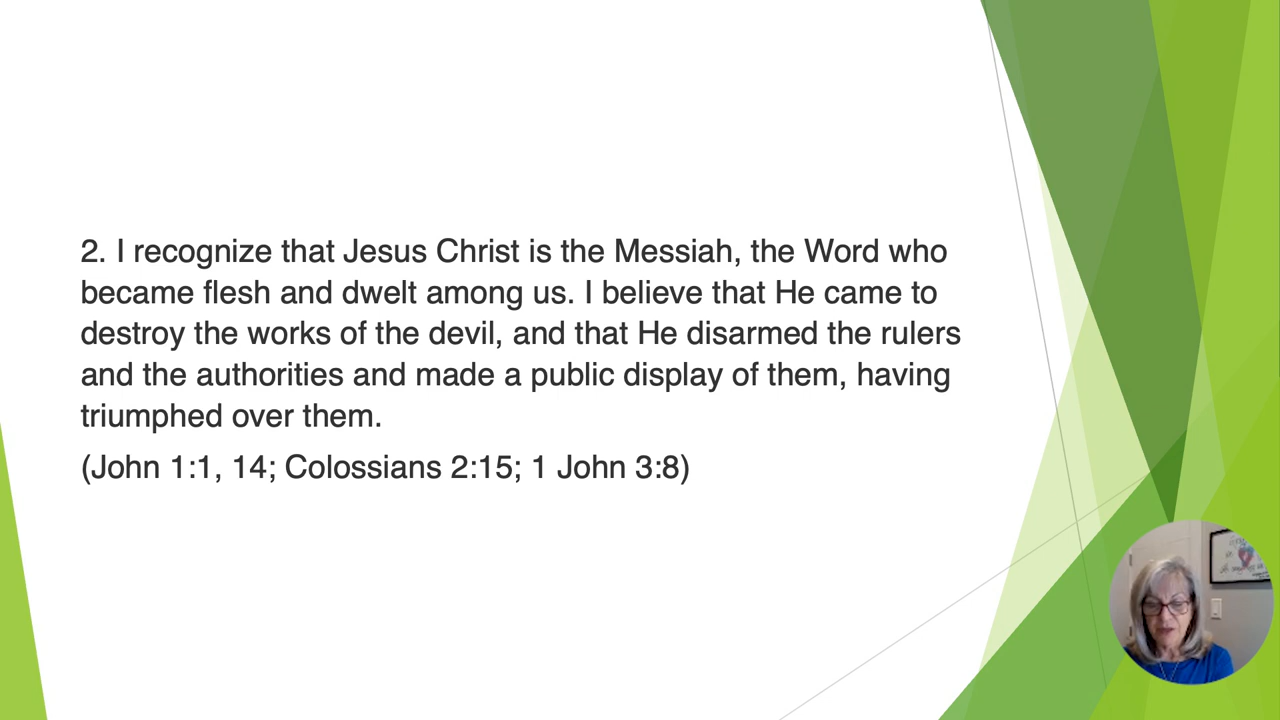 2. I recognize that Jesus Christ is the Messiah, the Word who
became flesh and dwelt among us. I believe that He came to
destroy the works of the devil, and that He disarmed the rulers
and the authorities and made a public display of them, having
triumphed over them.
(John 1:1, 14; Colossians 2:15; 1 John 3:8)